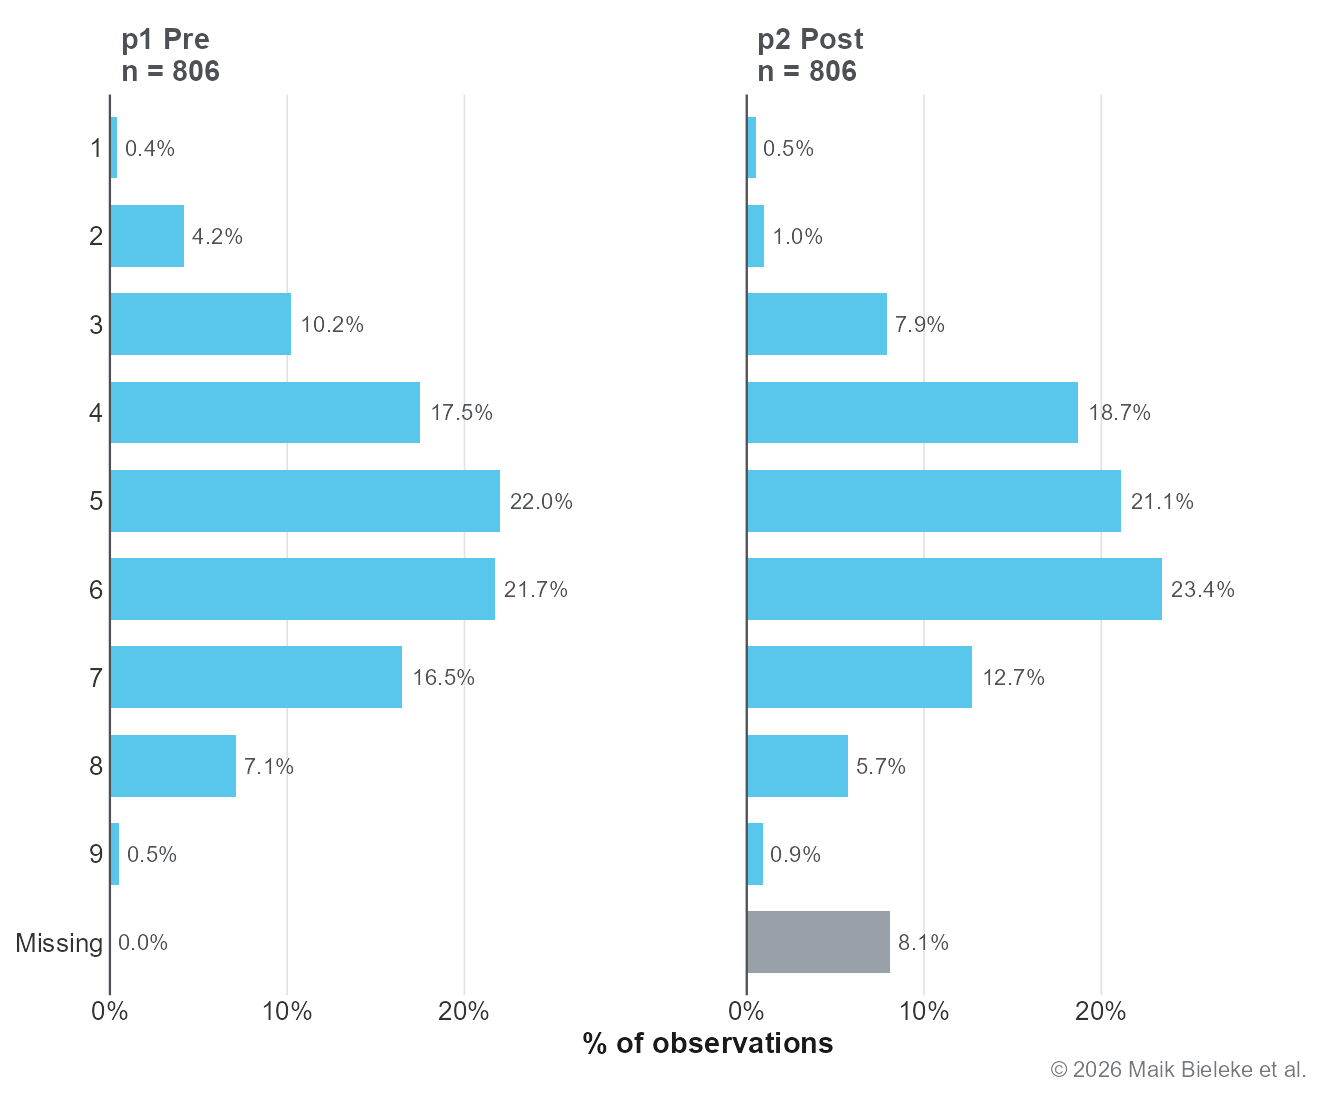 p1 Pre
n = 806
p2 Post
n = 806
1 0.4% 0.5%
2 4.2% 1.0%
3 10.2% 7.9%
4 17.5% 18.7%
5 22.0% 21.1%
6 21.7% 23.4%
7 16.5% 12.7%
8 7.1% 5.7%
9 0.5% 0.9%
Missing 0.0% 8.1%
0% 10% 20% 0% 10% 20%
% of observations
© 2026 Maik Bieleke et al.